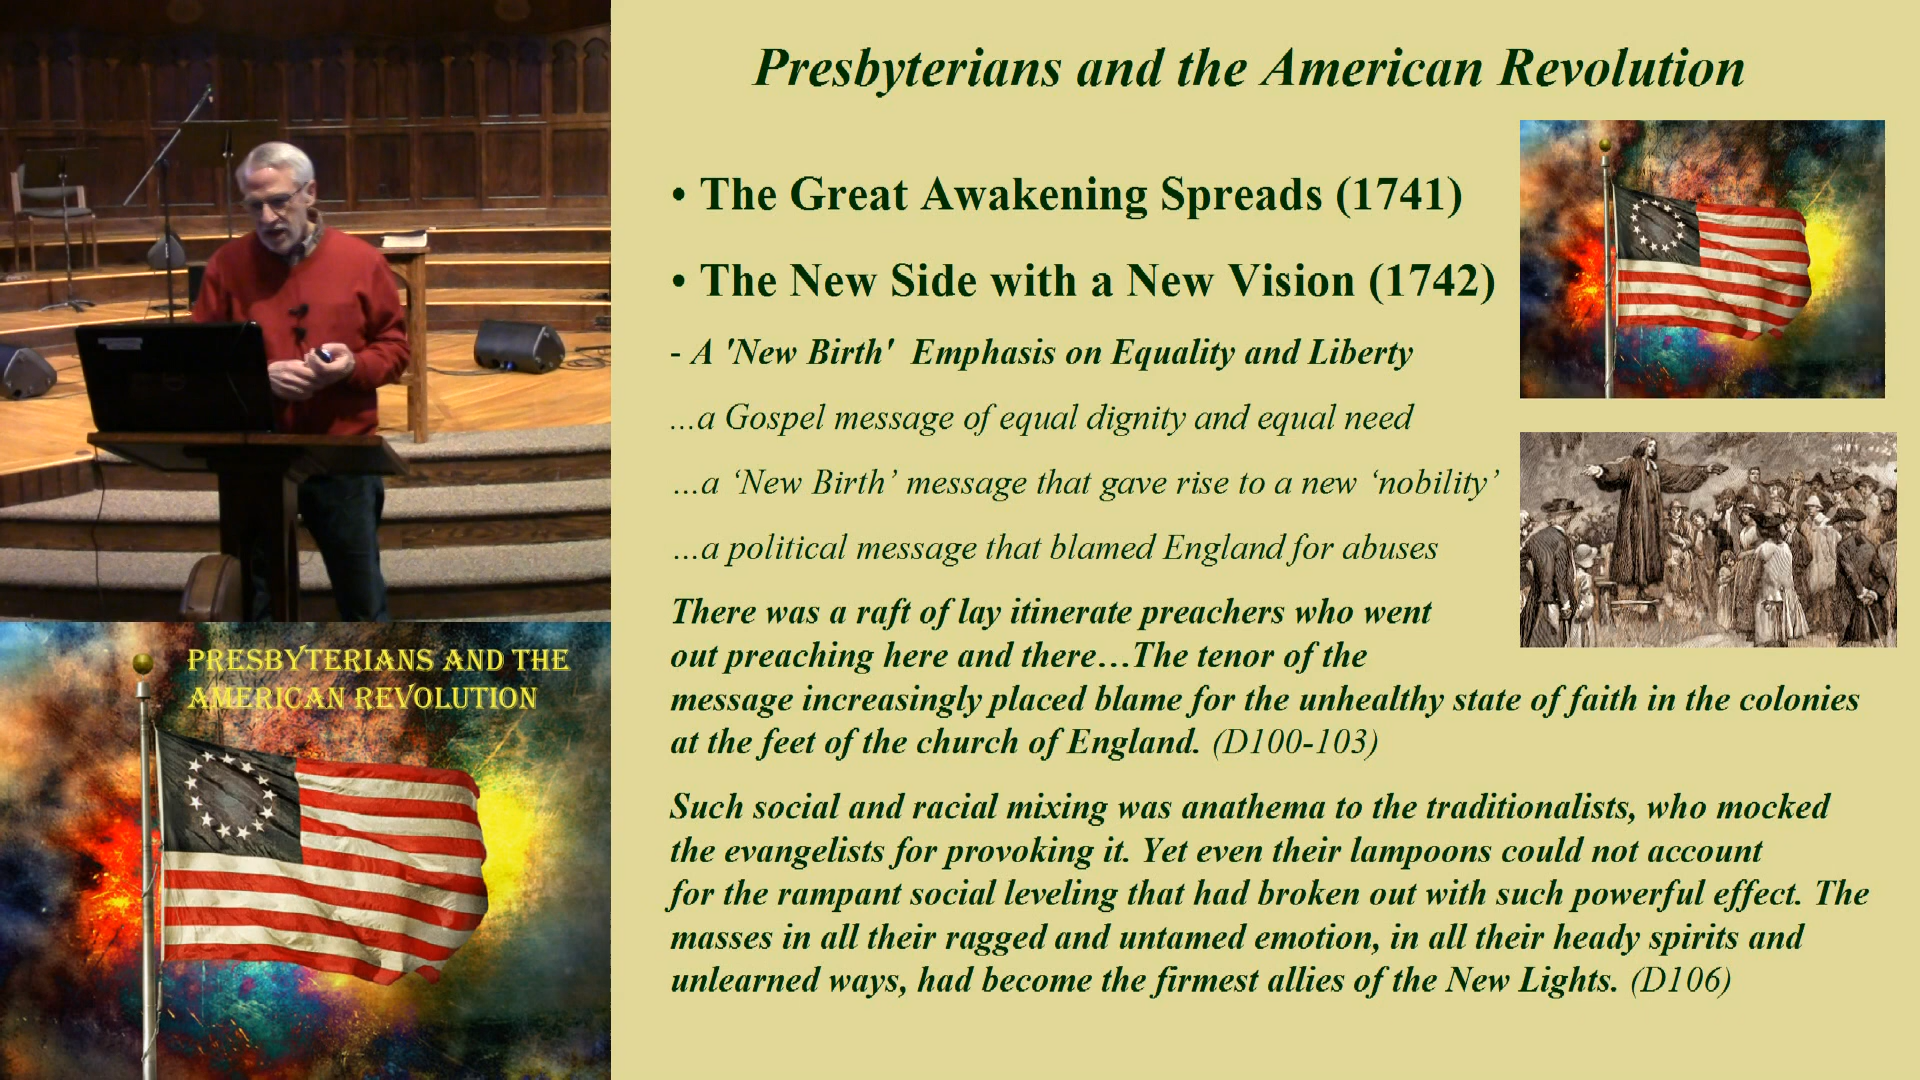 Presbyterians and the American Revolution
• The Great Awakening Spreads (1741)
• The New Side with a New Vision (1742)
- A 'New Birth'  Emphasis on Equality and Liberty
...a Gospel message of equal dignity and equal need
...a ‘New Birth’ message that gave rise to a new ‘nobility’
...a political message that blamed England for abuses
There was a raft of lay itinerate preachers who went
out preaching here and there…The tenor of the
message increasingly placed blame for the unhealthy state of faith in the colonies
at the feet of the church of England. (D100-103)
Such social and racial mixing was anathema to the traditionalists, who mocked
the evangelists for provoking it. Yet even their lampoons could not account
for the rampant social leveling that had broken out with such powerful effect. The
masses in all their ragged and untamed emotion, in all their heady spirits and
unlearned ways, had become the firmest allies of the New Lights. (D106)
PRESBYTERIANS AND THE
AMERICAN REVOLUTION